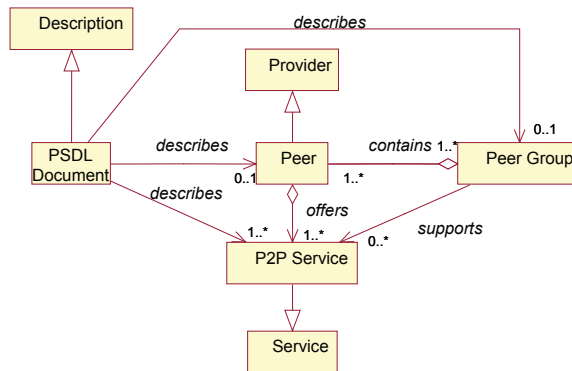 describes
Description
Provider
0..1
describes
contains
1..*
PSDL
Document
Peer
Peer Group
0..1
1..*
describes
offers
1..*
1..*
0..*
supports
P2P Service
Service